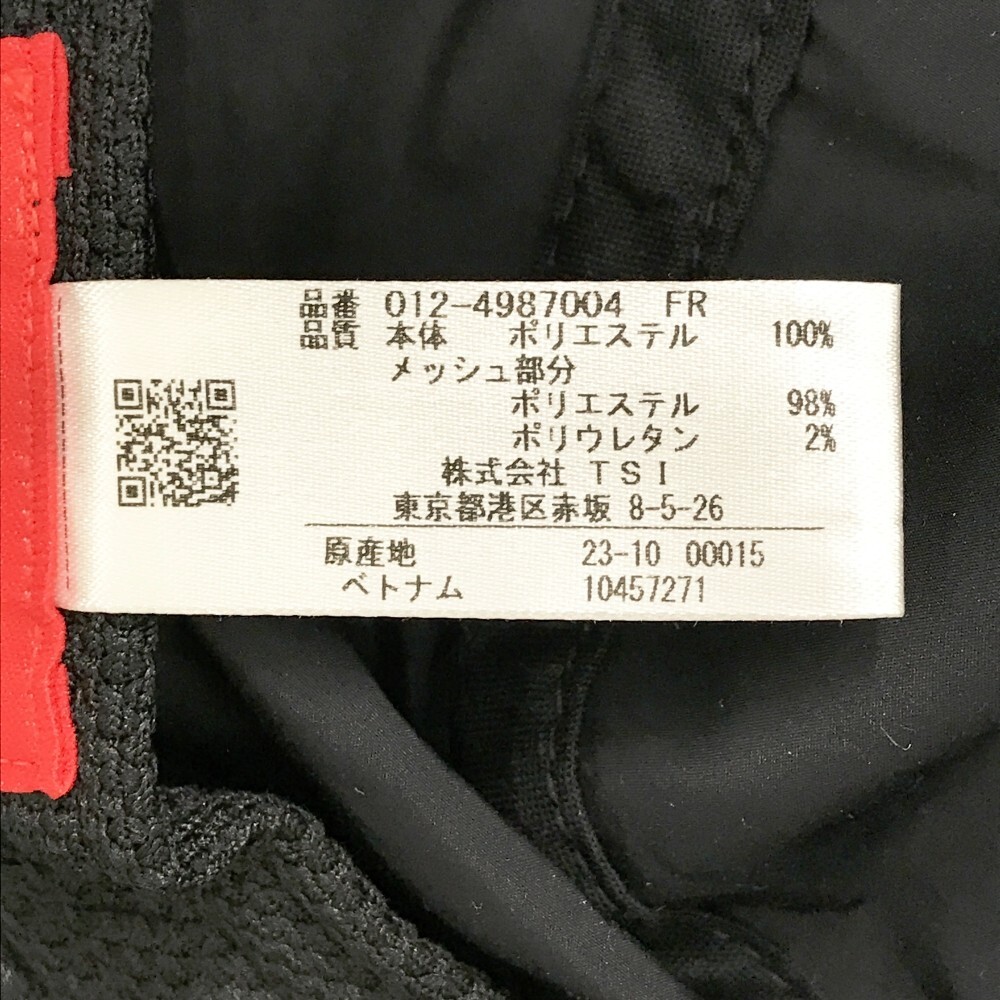 品番 012-4987004 FR
品質 本体 ポリエステル 100%
メッシュ部分
ポリエステル 98%
ポリウレタン 2%
株式会社 TSI
東京都港区赤坂 8-5-26
原産地 23-10 00015
ベトナム 10457271